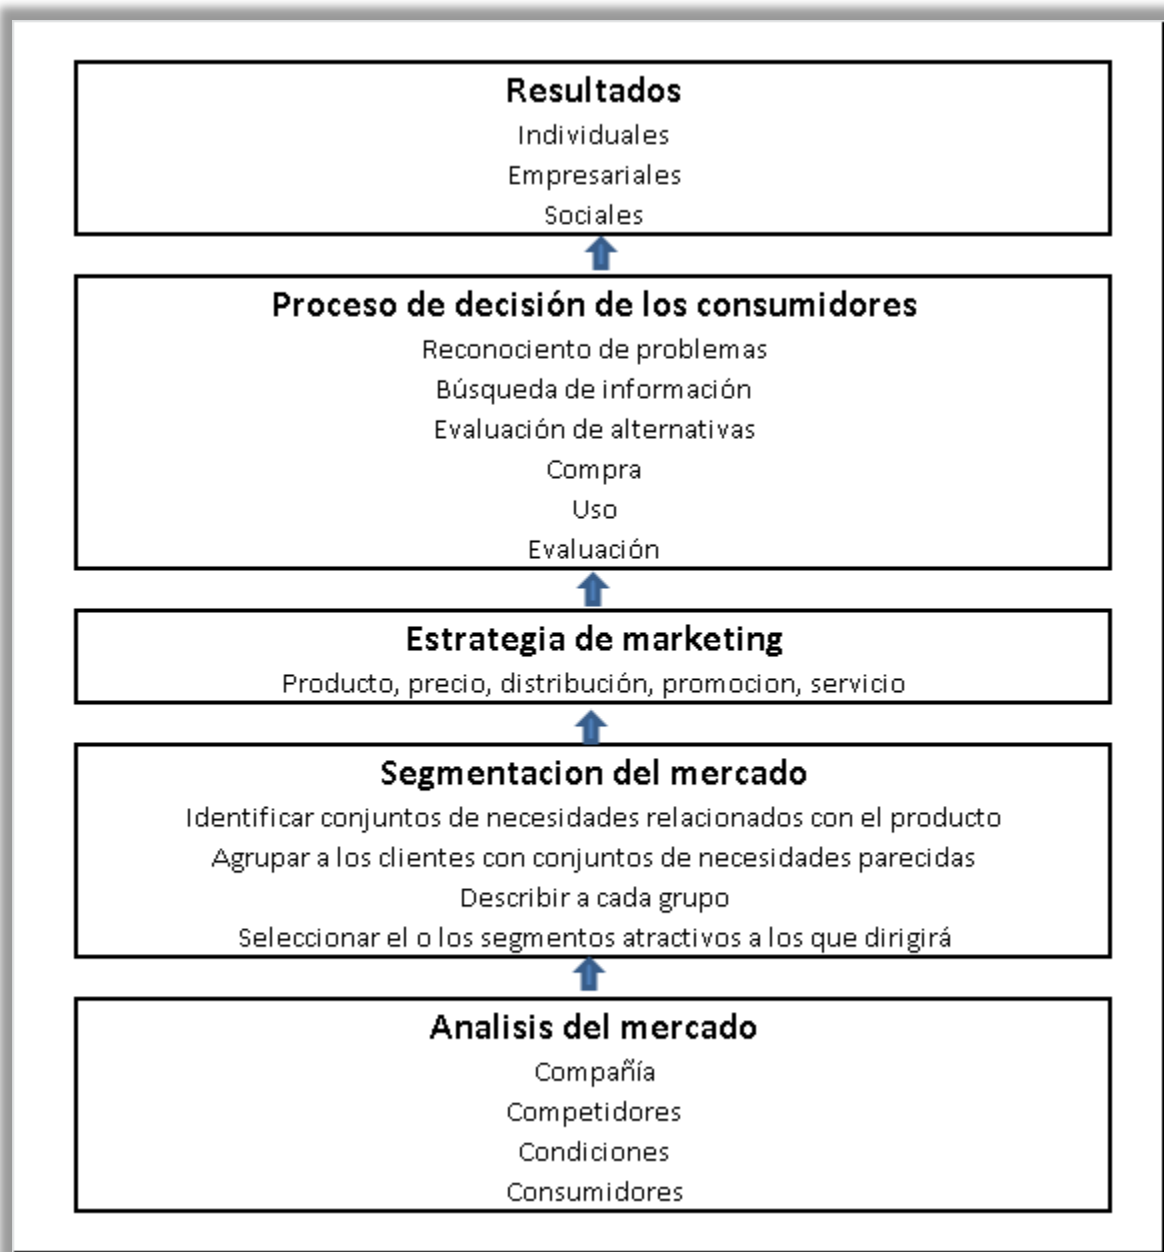 Resultados
Individuales
Empresariales
Sociales
Proceso de decisión de los consumidores
Reconociento de problemas
Búsqueda de información
Evaluación de alternativas
Compra
Uso
Evaluación
Estrategia de marketing
Producto, precio, distribución, promocion, servicio
Segmentacion del mercado
Identificar conjuntos de necesidades relacionados con el producto
Agrupar a los clientes con conjuntos de necesidades parecidas
Describir a cada grupo
Seleccionar el o los segmentos atractivos a los que dirigirá
Analisis del mercado
Compañía
Competidores
Condiciones
Consumidores